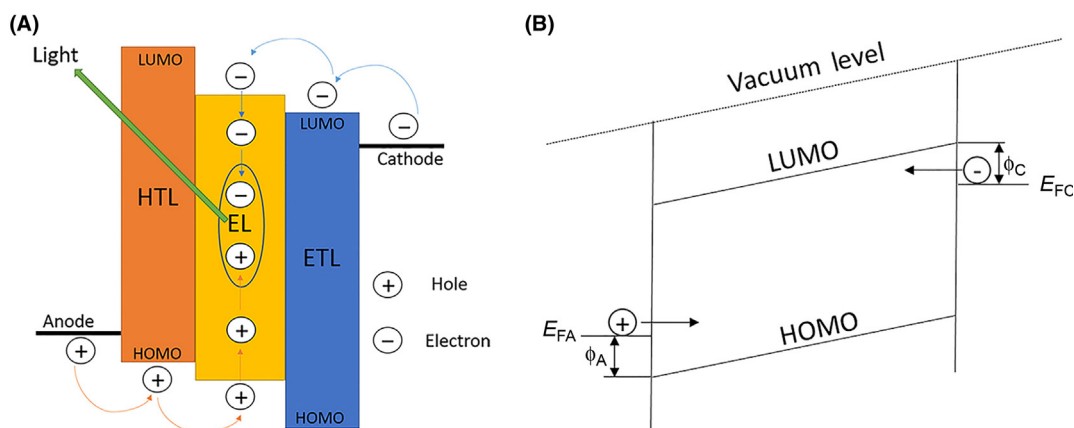 (A)
Light
LUMO
HTL
HOMO
Anode
EL
LUMO
ETL
HOMO
Cathode
Hole
Electron
(B)
Vacuum level
LUMO
ϕC
EFC
EFA
ϕA
HOMO